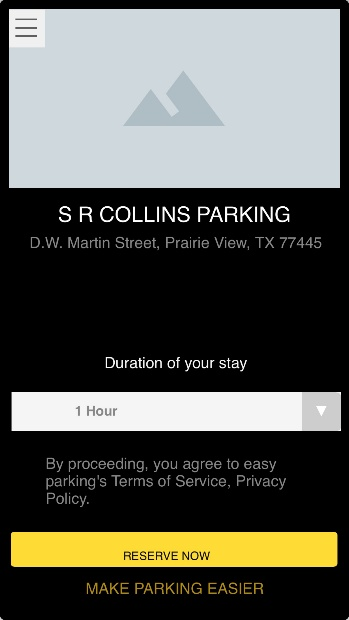 S R COLLINS PARKING
D.W. Martin Street, Prairie View, TX 77445
Duration of your stay
1 Hour
By proceeding, you agree to easy
parking's Terms of Service, Privacy
Policy.
RESERVE NOW
MAKE PARKING EASIER